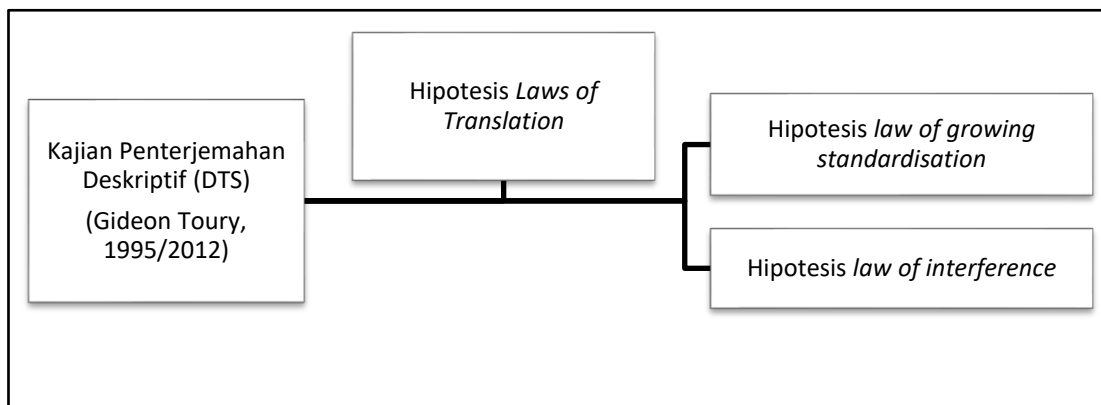 Kajian Penterjemahan
Deskriptif (DTS)
(Gideon Toury,
1995/2012)
Hipotesis Laws of
Translation
Hipotesis law of growing
standardisation
Hipotesis law of interference